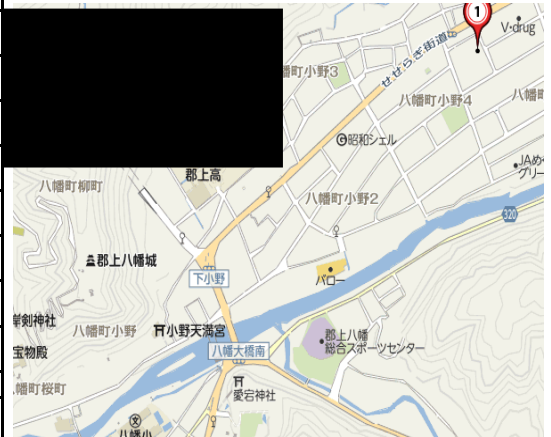 1
V·drug
八幡町小野3
せせらぎ街道
八幡町小野4
八幡町
昭和シェル
JAめぐ
グリー
郡上高
八幡町柳町
八幡町小野2
320
郡上八幡城
下小野
バロー
岸剣神社
八幡町小野
小野天満宮
宝物殿
郡上八幡
総合スポーツセンター
八幡大橋南
八幡町桜町
愛宕神社
文
八幡小